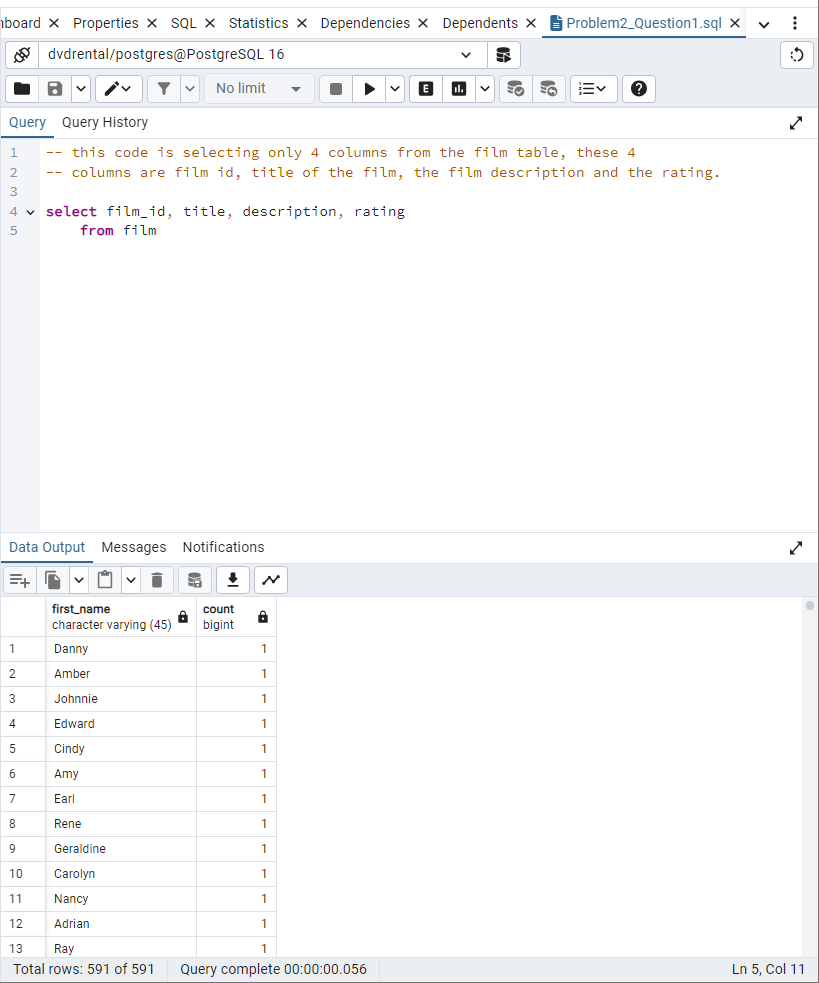 board Properties SQL Statistics Dependencies Dependents Problem2_Question1.sql
dvdrental/postgres@PostgreSQL 16
No limit E
Query Query History
1 -- this code is selecting only 4 columns from the film table, these 4
2 -- columns are film id, title of the film, the film description and the rating.
3
4 select film_id, title, description, rating
5 from film
Data Output Messages Notifications
first_name count
character varying (45) bigint
1 Danny 1
2 Amber 1
3 Johnnie 1
4 Edward 1
5 Cindy 1
6 Amy 1
7 Earl 1
8 Rene 1
9 Geraldine 1
10 Carolyn 1
11 Nancy 1
12 Adrian 1
13 Ray 1
Total rows: 591 of 591 Query complete 00:00:00.056 Ln 5, Col 11